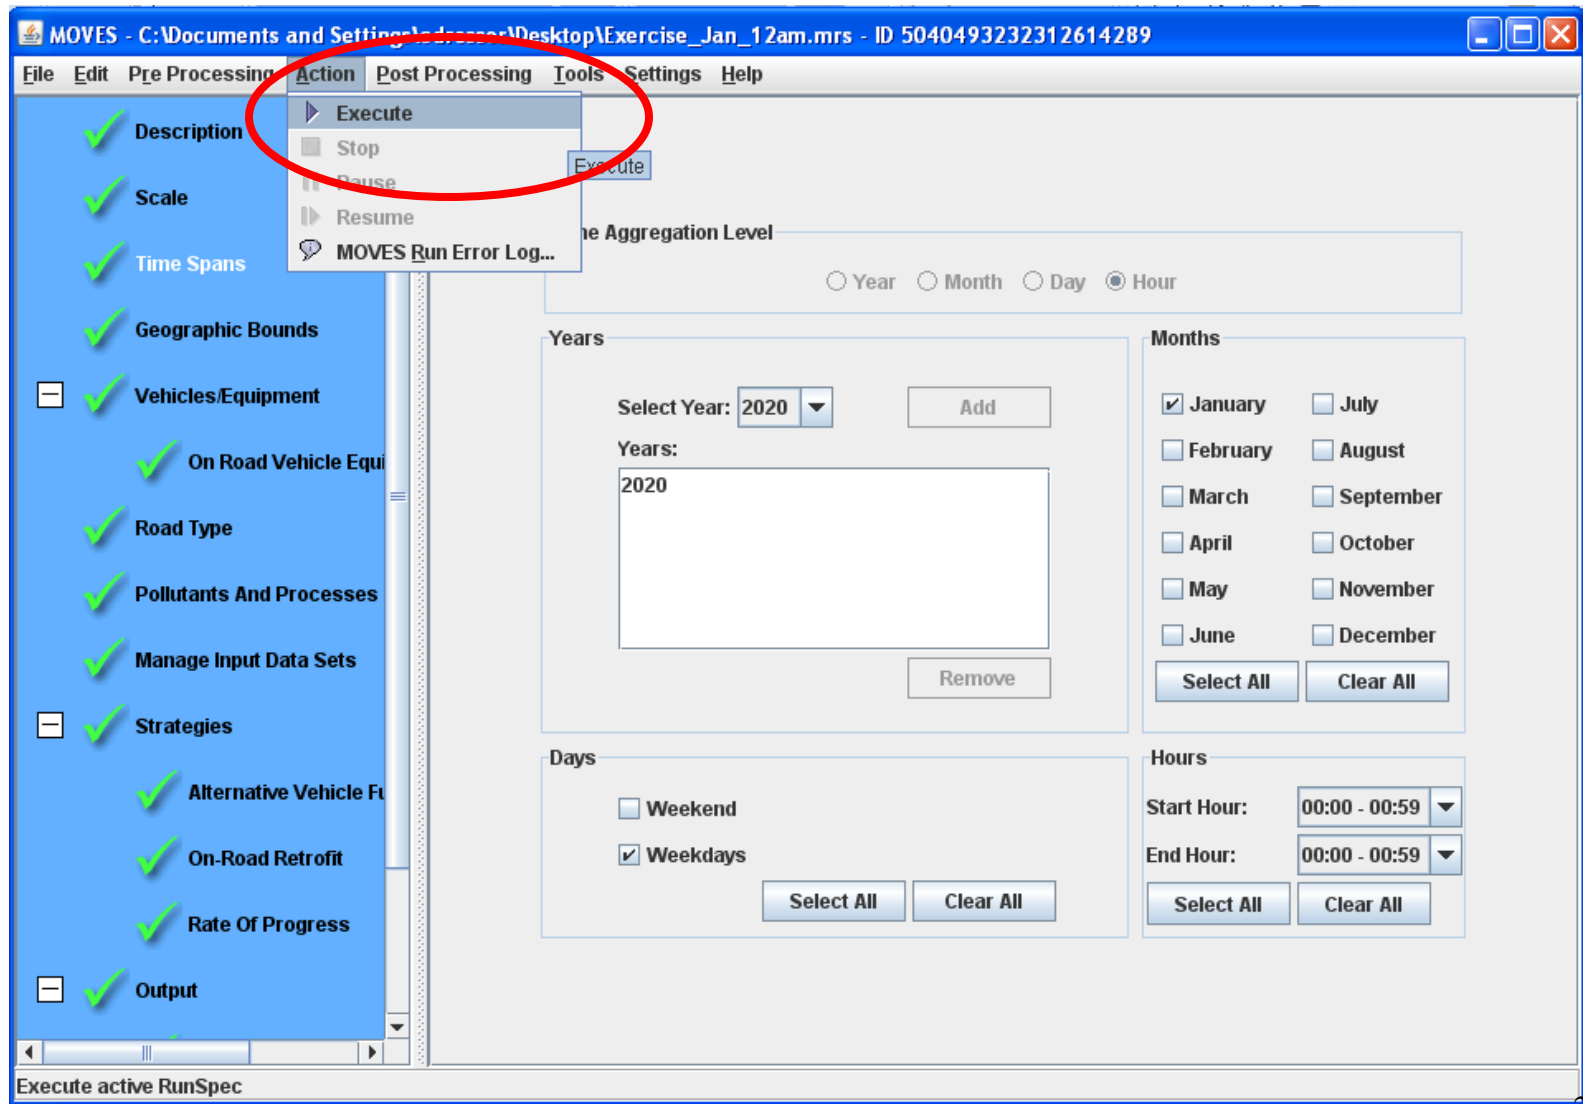 MOVES - C:\Documents and Settings\adresser\Desktop\Exercise_Jan_12am.mrs - ID 5040493232312614289
File Edit Pre Processing Action Post Processing Tools Settings Help
Execute
Stop
Pause
Resume
MOVES Run Error Log...
Execute
Description
Scale
Time Spans
Geographic Bounds
Vehicles/Equipment
On Road Vehicle Equi
Road Type
Pollutants And Processes
Manage Input Data Sets
Strategies
Alternative Vehicle Fu
On-Road Retrofit
Rate Of Progress
Output
Aggregation Level
Year Month Day Hour
Years
Select Year: 2020 Add
Years:
2020
Remove
Months
January July
February August
March September
April October
May November
June December
Select All Clear All
Days
Weekend
Weekdays
Select All Clear All
Hours
Start Hour: 00:00 - 00:59
End Hour: 00:00 - 00:59
Select All Clear All
Execute active RunSpec